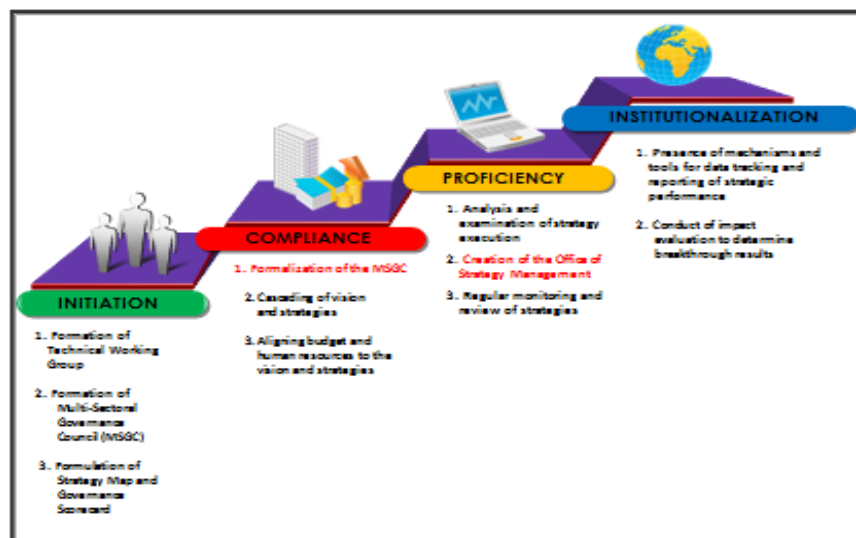 INITIATION
1. Formation of
Technical Working
Group
2. Formation of
Multi-Sectoral
Governance
Council (MSGC)
3. Formulation of
Strategy Map and
Governance
Scorecard
COMPLIANCE
1. Formalization of the MSGC
2. Cascading of vision
and strategies
3. Aligning budget and
human resources to the
vision and strategies
PROFICIENCY
1. Analysis and
examination of strategy
execution
2. Creation of the Office of
Strategy Management
3. Regular monitoring and
review of strategies
INSTITUTIONALIZATION
1. Presence of mechanisms and
tools for data tracking and
reporting of strategic
performance
2. Conduct of impact
evaluation to determine
breakthrough results